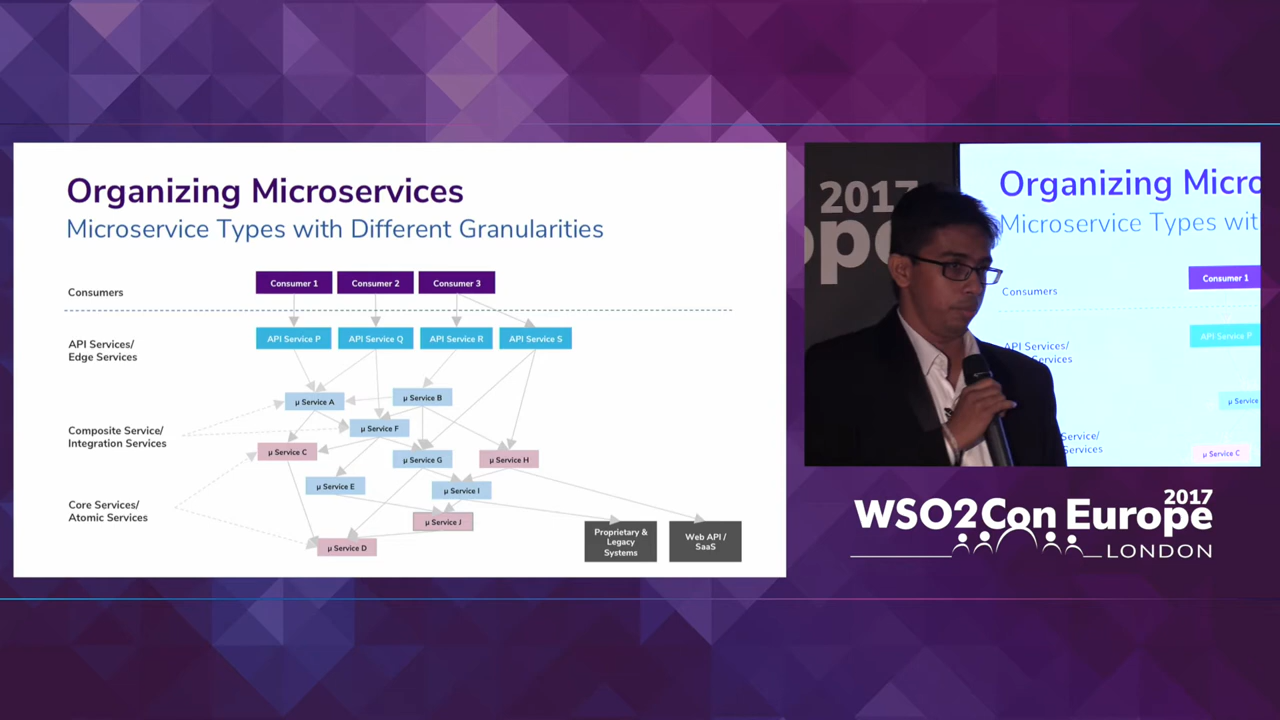 Organizing Microservices
Microservice Types with Different Granularities
Consumers
Consumer 1
Consumer 2
Consumer 3
API Services/
Edge Services
API Service P
API Service Q
API Service R
API Service S
μ Service A
μ Service B
Composite Service/
Integration Services
μ Service F
μ Service C
μ Service G
μ Service H
μ Service E
μ Service I
Core Services/
Atomic Services
μ Service J
μ Service D
Proprietary &
Legacy
Systems
Web API /
SaaS
2017
ope
Organizing Micro
Microservice Types wit
Consumer 1
Consumers
API Services/
Services
API Service P
μ Service
Service/
Services
μ Service C
2017
WSO2Con Europe
LONDON